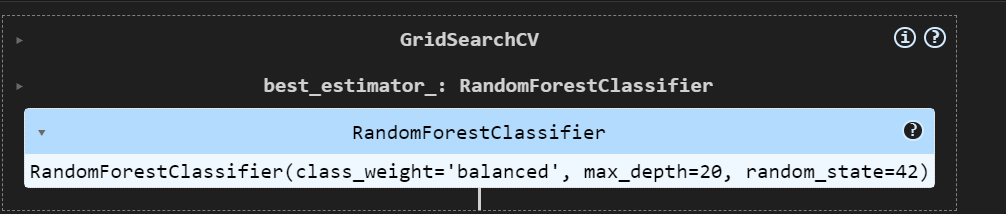 GridSearchCV
best_estimator_: RandomForestClassifier
RandomForestClassifier
RandomForestClassifier(class_weight='balanced', max_depth=20, random_state=42)